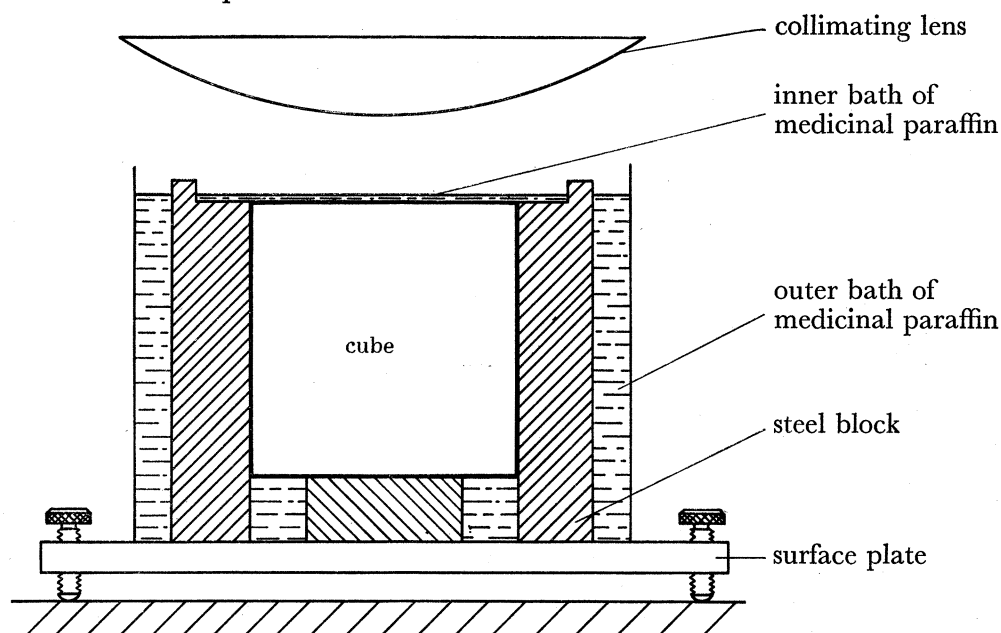 collimating lens
inner bath of
medicinal paraffin
outer bath of
medicinal paraffin
cube
steel block
surface plate